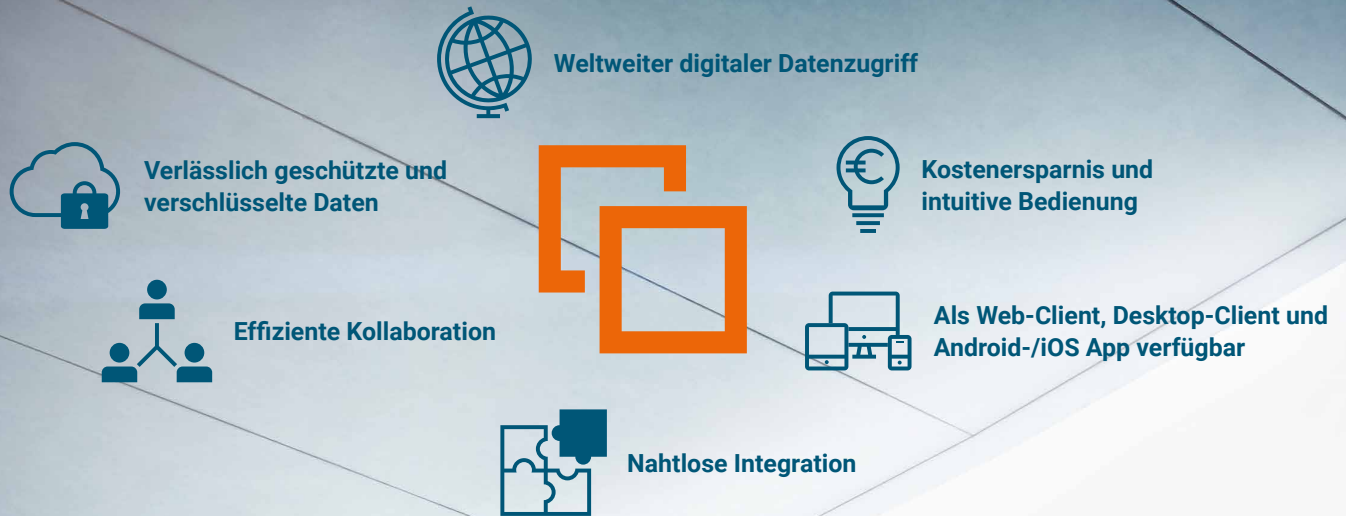 Weltweiter digitaler Datenzugriff
Verlässlich geschützte und
verschlüsselte Daten
Kostenersparnis und
intuitive Bedienung
Effiziente Kollaboration
Als Web-Client, Desktop-Client und
Android-/iOS App verfügbar
Nahtlose Integration